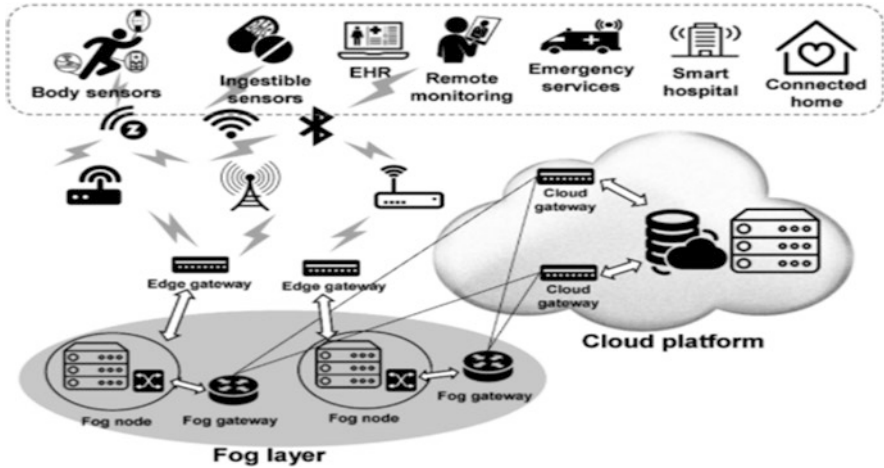 Body sensors
Ingestible
sensors
EHR
Remote
monitoring
Emergency
services
Smart
hospital
Connected
home
Z
Cloud
gateway
Edge gateway
Edge gateway
Cloud
gateway
Cloud platform
Fog node
Fog gateway
Fog node
Fog gateway
Fog layer